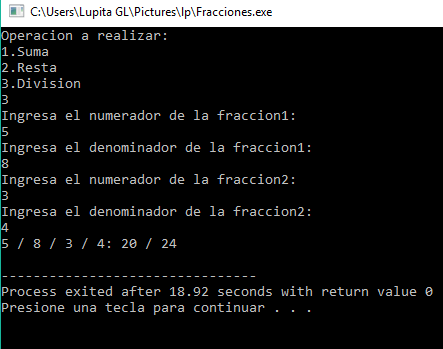 C:\Users\Lupita GL\Pictures\lp\Fracciones.exe
Operacion a realizar:
1.Suma
2.Resta
3.Division
3
Ingresa el numerador de la fraccion1:
5
Ingresa el denominador de la fraccion1:
8
Ingresa el numerador de la fraccion2:
3
Ingresa el denominador de la fraccion2:
4
5 / 8 / 3 / 4: 20 / 24
--------------------------------
Process exited after 18.92 seconds with return value 0
Presione una tecla para continuar . . .